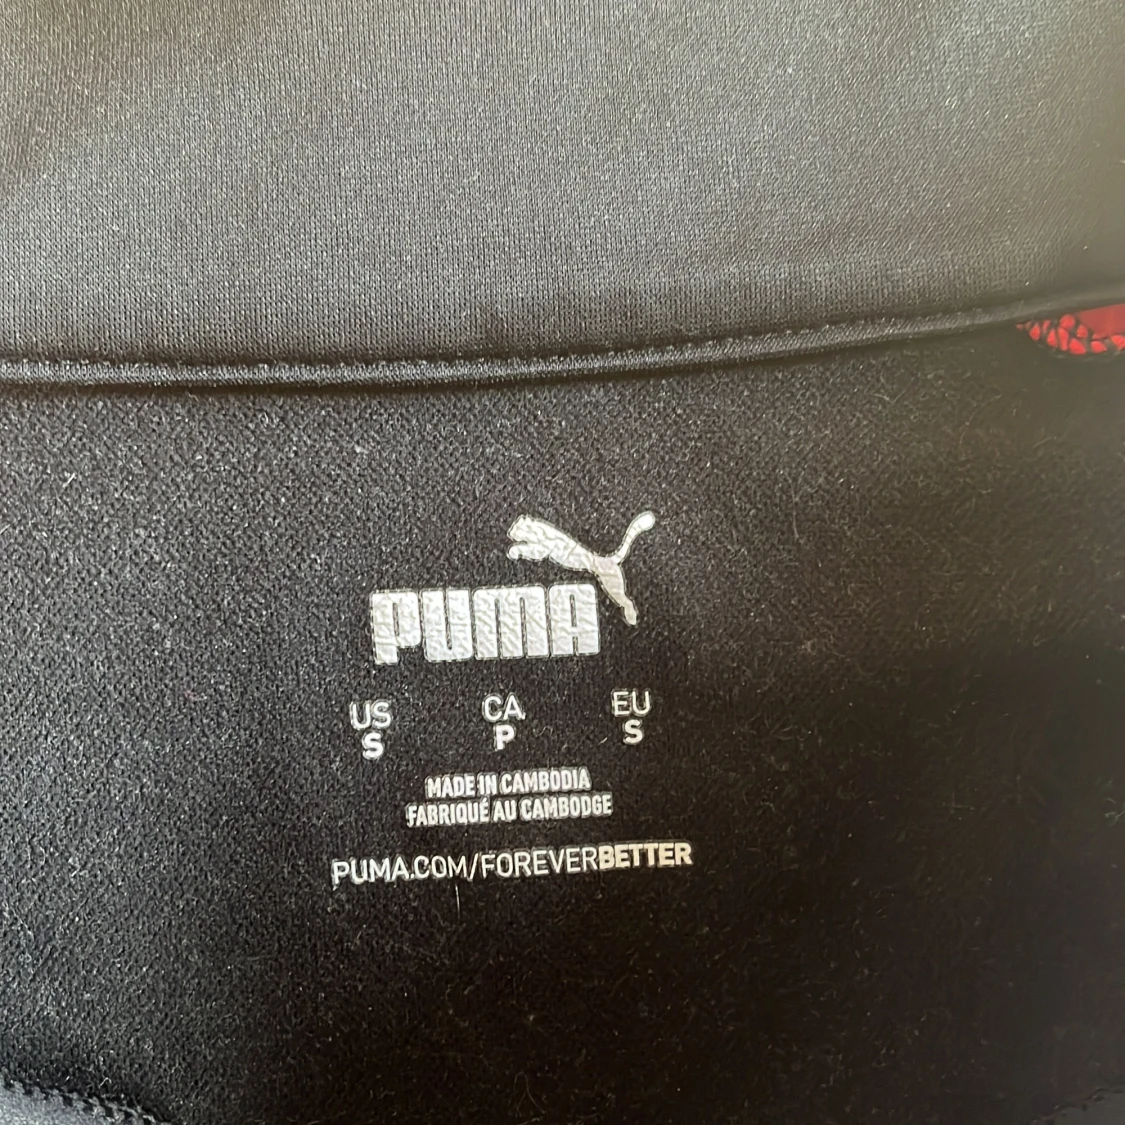 PUMA
US CA EU
S P S
MADE IN CAMBODIA
FABRIQUÉ AU CAMBODGE
PUMA.COM/FOREVERBETTER